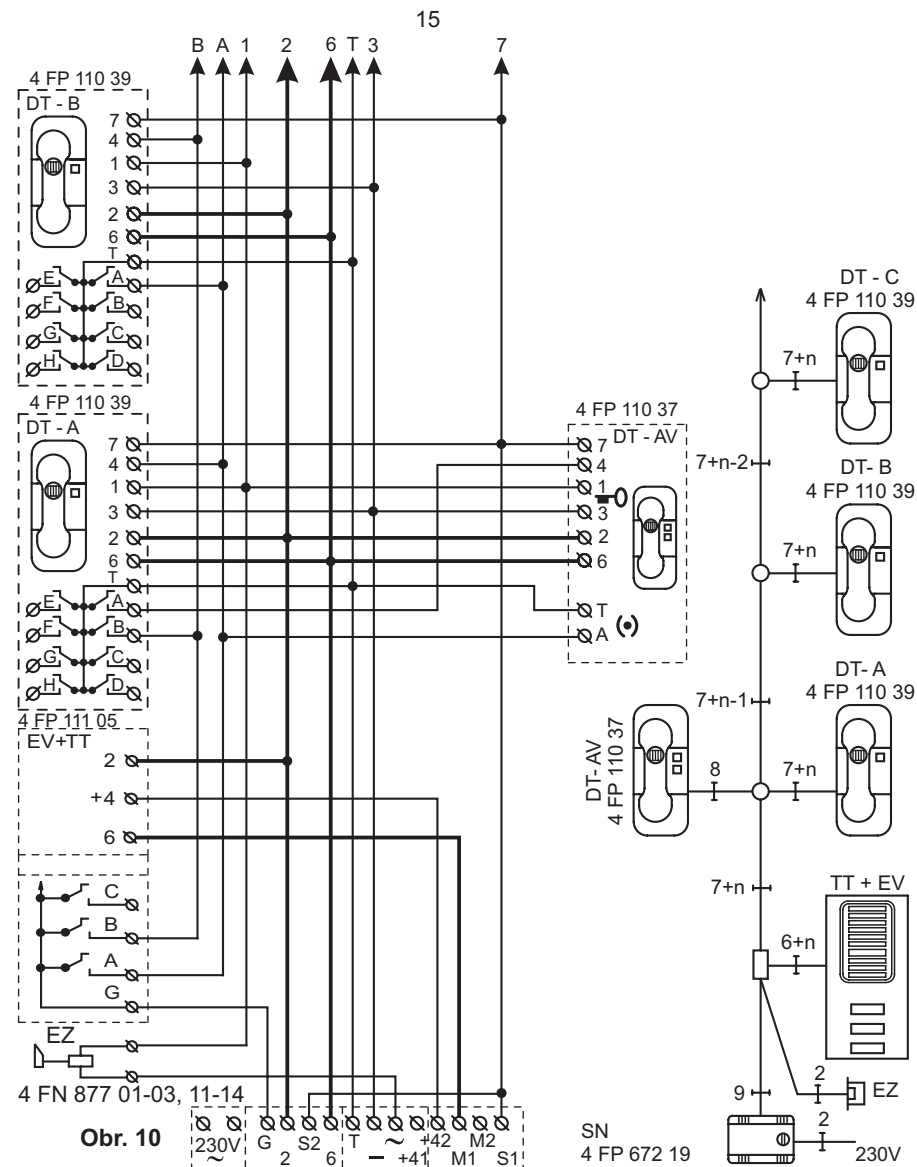 15
B A 1 2 6 T 3 7
4 FP 110 39
DT - B
7
4
1
3
2
6
T
E A
F B
G C
H D
4 FP 110 39
DT - A
7
4
1
3
2
6
T
E A
F B
G C
H D
4 FP 110 37
DT - AV
7
4
1
3
2
6
T
A
4 FP 111 05
EV+TT
2
+4
6
C
B
A
G
EZ
4 FN 877 01-03, 11-14
Obr. 10
230V
~
G 2 S2 6 T − ~ +41 +42 M1 M2 S1
DT - C
4 FP 110 39
7+n
7+n-2
DT- B
4 FP 110 39
7+n
7+n-1
DT- A
4 FP 110 39
7+n
DT- AV
4 FP 110 37
8
7+n
TT + EV
6+n
2
EZ
9
SN
4 FP 672 19
2
230V